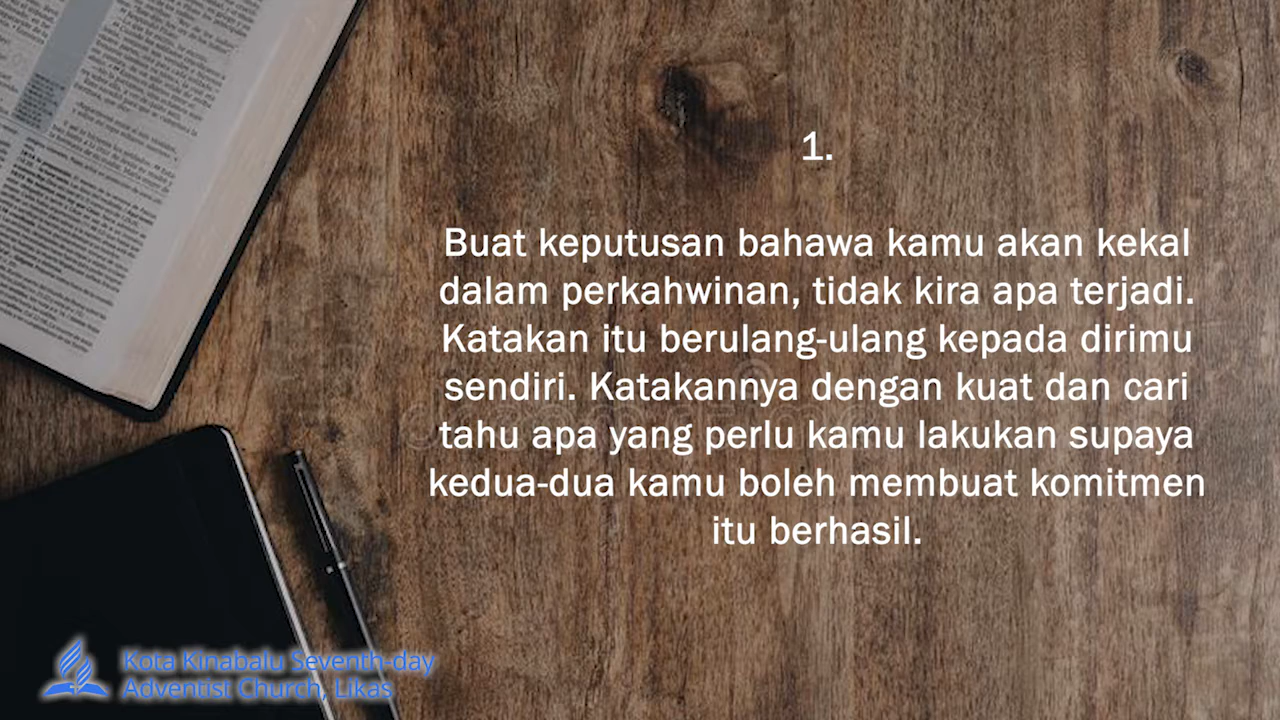 1.
Buat keputusan bahawa kamu akan kekal
dalam perkahwinan, tidak kira apa terjadi.
Katakan itu berulang-ulang kepada dirimu
sendiri. Katakannya dengan kuat dan cari
tahu apa yang perlu kamu lakukan supaya
kedua-dua kamu boleh membuat komitmen
itu berhasil.
Kota Kinabalu Seventh-day
Adventist Church, Likas